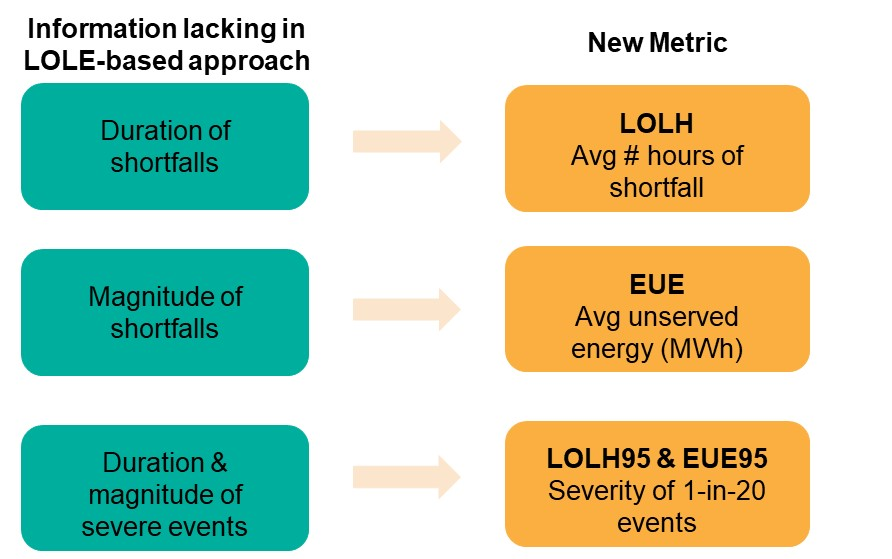 Information lacking in
LOLE-based approach
New Metric
Duration of
shortfalls
LOLH
Avg # hours of
shortfall
Magnitude of
shortfalls
EUE
Avg unserved
energy (MWh)
Duration &
magnitude of
severe events
LOLH95 & EUE95
Severity of 1-in-20
events